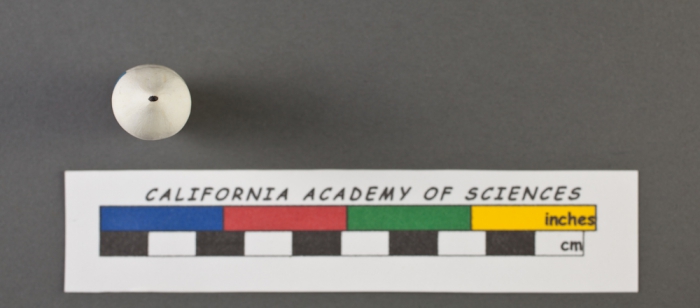 CALIFORNIA ACADEMY OF SCIENCES
inches
cm